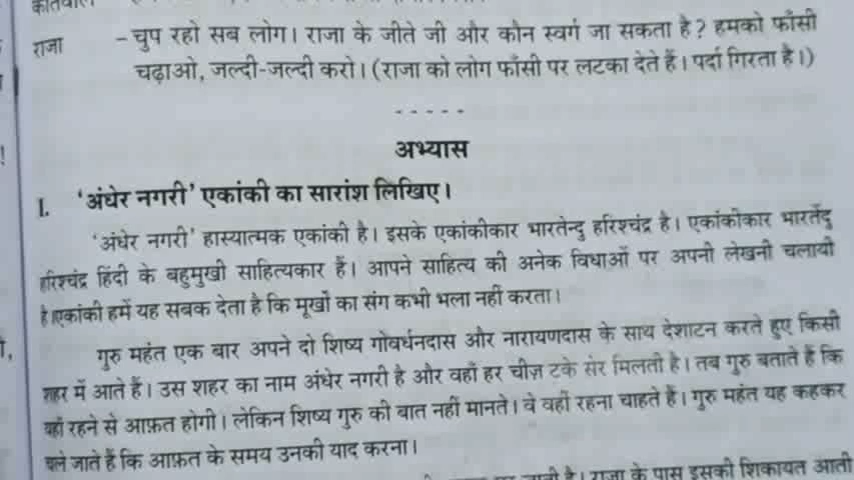 कोतवाल
राजा – चुप रहो सब लोग। राजा के जीते जी और कौन स्वर्ग जा सकता है? हमको फाँसी
चढ़ाओ, जल्दी-जल्दी करो। (राजा को लोग फाँसी पर लटका देते हैं। पर्दा गिरता है।)
- - - - -
अभ्यास
I. 'अंधेर नगरी' एकांकी का सारांश लिखिए।
'अंधेर नगरी' हास्यात्मक एकांकी है। इसके एकांकीकार भारतेन्दु हरिश्चंद्र है। एकांकीकार भारतेंदु
हरिश्चंद्र हिंदी के बहुमुखी साहित्यकार हैं। आपने साहित्य की अनेक विधाओं पर अपनी लेखनी चलायी
है। एकांकी हमें यह सबक देता है कि मूर्खों का संग कभी भला नहीं करता।
गुरु महंत एक बार अपने दो शिष्य गोवर्धनदास और नारायणदास के साथ देशाटन करते हुए किसी
शहर में आते हैं। उस शहर का नाम अंधेर नगरी है और वहाँ हर चीज़ टके सेर मिलती है। तब गुरु बताते हैं कि
वहाँ रहने से आफ़त होगी। लेकिन शिष्य गुरु की बात नहीं मानते। वे वहीं रहना चाहते हैं। गुरु महंत यह कहकर
चले जाते हैं कि आफ़त के समय उनकी याद करना।
है। राजा के पास इसकी शिकायत आती